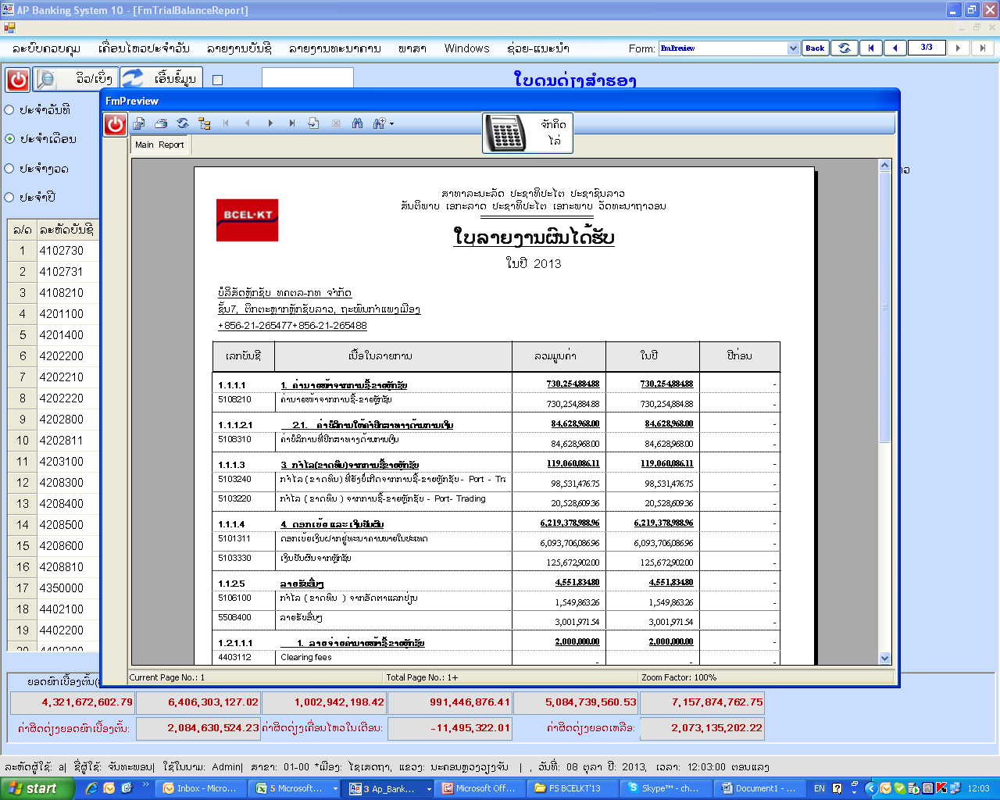 AP Banking System 10 - [FmTrialBalanceReport]
ລະບົບຄວບຄຸມ ເຄື່ອນໄຫວປະຈຳວັນ ລາຍງານບັນຊີ ລາຍງານທະນາຄານ ພາສາ Windows ຊ່ວຍ-ແນະນຳ Form: FmPreview Back 3/3
ວິວ/ເບິ່ງ ເອີ້ນຂໍ້ມູນ ໃບດຸນດ່ຽງສຳຮອງ
FmPreview
ປະຈຳວັນທີ
ປະຈຳເດືອນ
ປະຈຳງວດ
ປະຈຳປີ
ຈັກຄິດໄລ່
Main Report
ລ/ດ ລະຫັດບັນຊີ
1 4102730
2 4102731
3 4108210
4 4201100
5 4201400
6 4202200
7 4202210
8 4202220
9 4202800
10 4202811
11 4203100
12 4208300
13 4208400
14 4208500
15 4208600
16 4208810
17 4350000
18 4402100
19 4402200
BCEL·KT
ສາທາລະນະລັດ ປະຊາທິປະໄຕ ປະຊາຊົນລາວ
ສັນຕິພາບ ເອກະລາດ ປະຊາທິປະໄຕ ເອກະພາບ ວັດທະນາຖາວອນ
ໃບລາຍງານຜົນໄດ້ຮັບ
ໃນປີ 2013
ບໍລິສັດຫຼັກຊັບ ທຄຕລ-ກທ ຈຳກັດ
ຊັ້ນ7, ຕຶກຕະຫຼາດຫຼັກຊັບລາວ, ຖະໜົນກຳແພງເມືອງ
+856-21-265477+856-21-265488
ເລກບັນຊີ ເນື້ອໃນລາຍການ ລວມມູນຄ່າ ໃນປີ ປີກ່ອນ
1.1.1.1 1. ຄ່ານາຍໜ້າຈາກການຊື້-ຂາຍຫຼັກຊັບ 730,254,884.88 730,254,884.88 -
5108210 ຄ່ານາຍໜ້າຈາກການຊື້-ຂາຍຫຼັກຊັບ 730,254,884.88 730,254,884.88 -
1.1.1.2.1 2.1. ຄ່າບໍລິການໃຫ້ຄຳປຶກສາທາງດ້ານການເງິນ 84,628,968.00 84,628,968.00 -
5108310 ຄ່າບໍລິການທີ່ປຶກສາທາງດ້ານການເງິນ 84,628,968.00 84,628,968.00 -
1.1.1.3 3. ກຳໄລ(ຂາດທຶນ)ຈາກການຊື້ຂາຍຫຼັກຊັບ 119,060,086.11 119,060,086.11 -
5103240 ກຳໄລ ( ຂາດທຶນ ) ທີ່ຍັງບໍ່ເກີດຈາກການຊື້-ຂາຍຫຼັກຊັບ - Port - Tra 98,531,476.75 98,531,476.75 -
5103220 ກຳໄລ ( ຂາດທຶນ ) ຈາກການຊື້-ຂາຍຫຼັກຊັບ - Port- Trading 20,528,609.36 20,528,609.36 -
1.1.1.4 4. ດອກເບ້ຍ ແລະ ເງິນປັນຜົນ 6,219,378,988.96 6,219,378,988.96 -
5101311 ດອກເບ້ຍເງິນຝາກຢູ່ທະນາຄານພາຍໃນປະເທດ 6,093,706,086.96 6,093,706,086.96 -
5103330 ເງິນປັນຜົນຈາກຫຼັກຊັບ 125,672,902.00 125,672,902.00 -
1.1.2.5 ລາຍຮັບອື່ນໆ 4,551,834.80 4,551,834.80 -
5106100 ກຳໄລ ( ຂາດທຶນ ) ຈາກອັດຕາແລກປ່ຽນ 1,549,863.26 1,549,863.26 -
5508400 ລາຍຮັບອື່ນໆ 3,001,971.54 3,001,971.54 -
1.2.1.1.1 1. ລາຍຈ່າຍຄ່ານາຍໜ້າຊື້ຂາຍຫຼັກຊັບ 2,000,000.00 2,000,000.00 -
4403112 Clearing fees - - -
Current Page No.: 1 Total Page No.: 1+ Zoom Factor: 100%
ຍອດຍົກເບື້ອງຕົ້ນ(
4,321,672,602.79 6,406,303,127.02 1,002,942,198.42 991,446,876.41 5,084,739,560.53 7,157,874,762.75
ຄ່າຜິດດ່ຽງຍອດຍົກເບື້ອງຕົ້ນ: 2,084,630,524.23 ຄ່າຜິດດ່ຽງເຄື່ອນໄຫວໃນເດືອນ: -11,495,322.01 ຄ່າຜິດດ່ຽງຍອດເຫລືອ: 2,073,135,202.22
ລະຫັດຜູ້ໃຊ້: a| ຊື່ຜູ້ໃຊ້: ຈັນທະພອນ| ໃຊ້ໃນນາມ: Admin| ສາຂາ: 01-00 *ເມືອງ: ໄຊເສດຖາ, ແຂວງ: ນະຄອນຫຼວງວຽງຈັນ | , ວັນທີ: 08 ຕຸລາ ປີ: 2013, ເວລາ: 12:03:00 ຕອນແລງ
start Inbox - Micro... 5 Microsoft... 3 Ap_Bank... Microsoft Off... FS BCELKT'13 Skype™ - ch... Document1 - ... EN 12:03